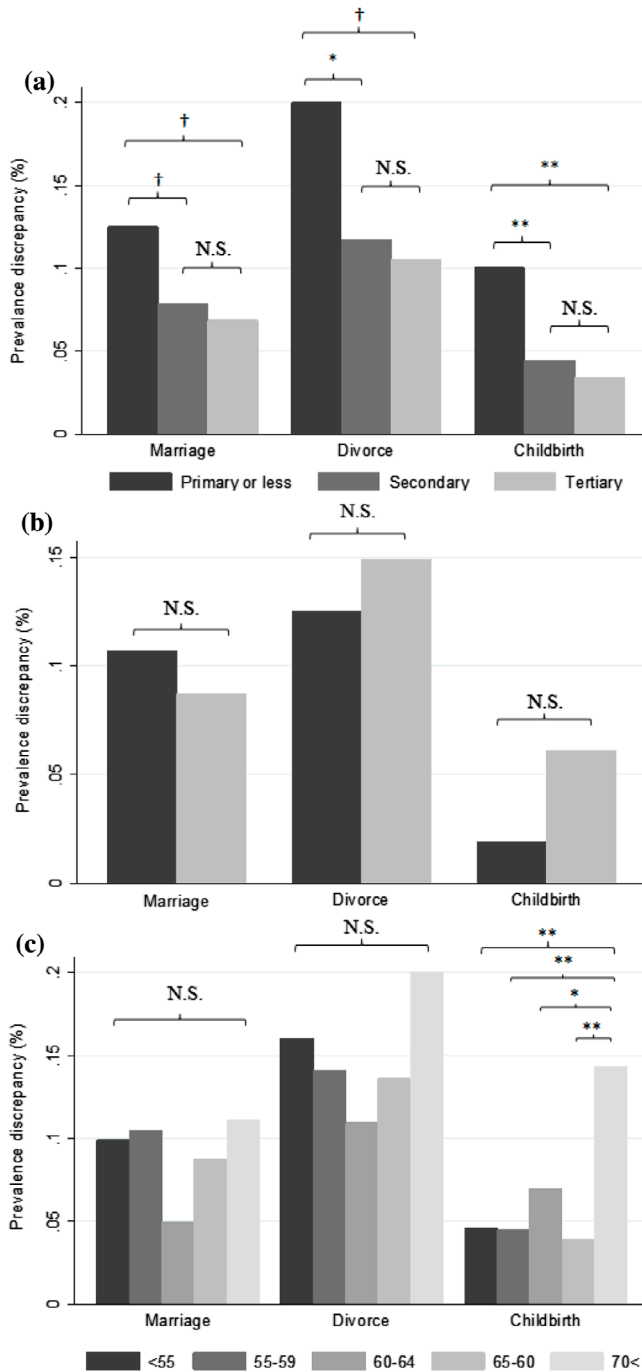 (a)
†
*
†
**
N.S.
†
**
N.S.
N.S.
Prevalance discrepancy (%)
.2
.15
.1
.05
0
Marriage Divorce Childbirth
Primary or less Secondary Tertiary
(b)
N.S.
N.S.
N.S.
Prevalence discrepancy (%)
.15
.1
.05
0
Marriage Divorce Childbirth
(c)
N.S.
**
**
N.S.
*
**
Prevalence discrepancy (%)
.2
.15
.1
.05
0
Marriage Divorce Childbirth
<55 55-59 60-64 65-60 70<